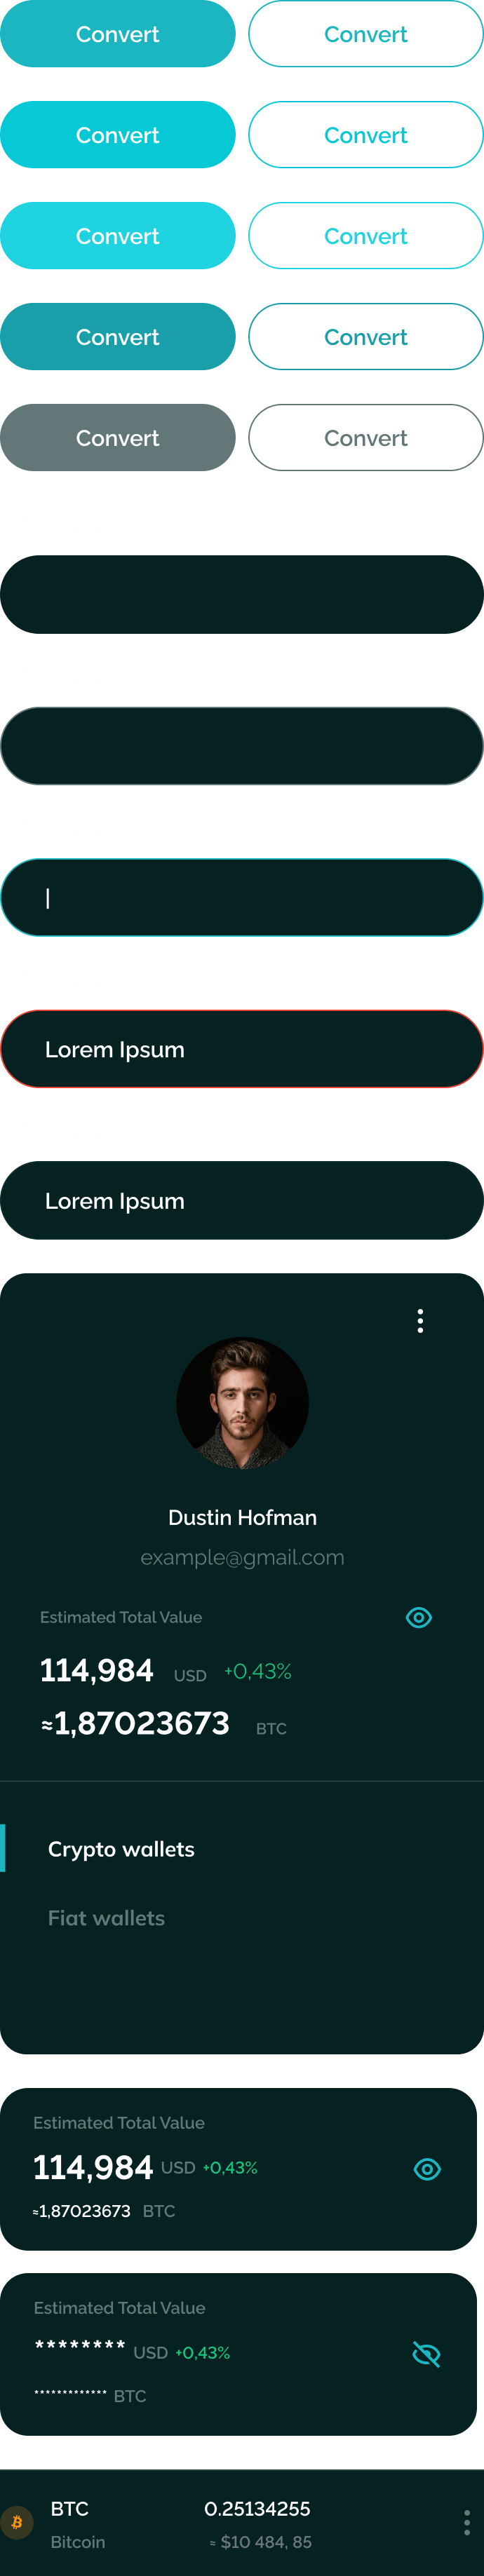 Convert Convert
Convert Convert
Convert Convert
Convert Convert
Convert Convert
Lorem Ipsum
Lorem Ipsum
Dustin Hofman
example@gmail.com
Estimated Total Value
114,984 USD +0,43%
≈1,87023673 BTC
Crypto wallets
Fiat wallets
Estimated Total Value
114,984 USD +0,43%
≈1,87023673 BTC
Estimated Total Value
******** USD +0,43%
************* BTC
BTC 0.25134255
Bitcoin ≈ $10 484, 85